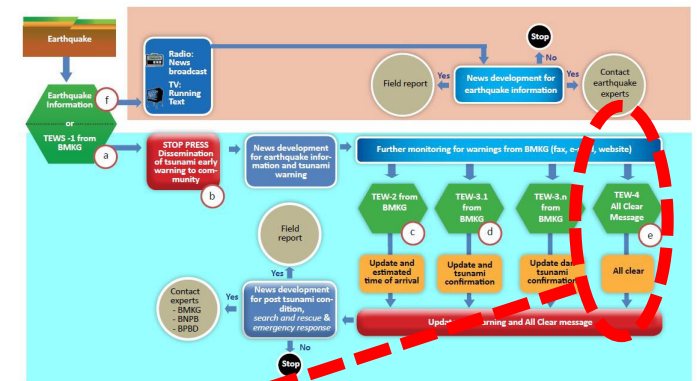 Earthquake
Earthquake
Information
or
TEWS -1 from
BMKG
f
a
Radio:
News
broadcast
TV:
Running
Text
Stop
No
Field report
Yes
News development for
earthquake information
Yes
Contact
earthquake
experts
STOP PRESS
Dissemination
of tsunami early
warning to com-
munity
b
News development
for earthquake infor-
mation and tsunami
warning
Further monitoring for warnings from BMKG (fax, website)
TEW-2 from
BMKG
c
TEW-3.1
from
BMKG
d
TEW-3.n
from
BMKG
TEW-4
All Clear
Message
e
Update and
estimated
time of arrival
Update and
tsunami
confirmation
Update dan
tsunami
confirmation
All clear
Field
report
Yes
Contact
experts
- BMKG
- BNPB
- BPBD
Yes
News development
for post tsunami con-
dition,
search and rescue &
emergency response
No
Stop
and All Clear message